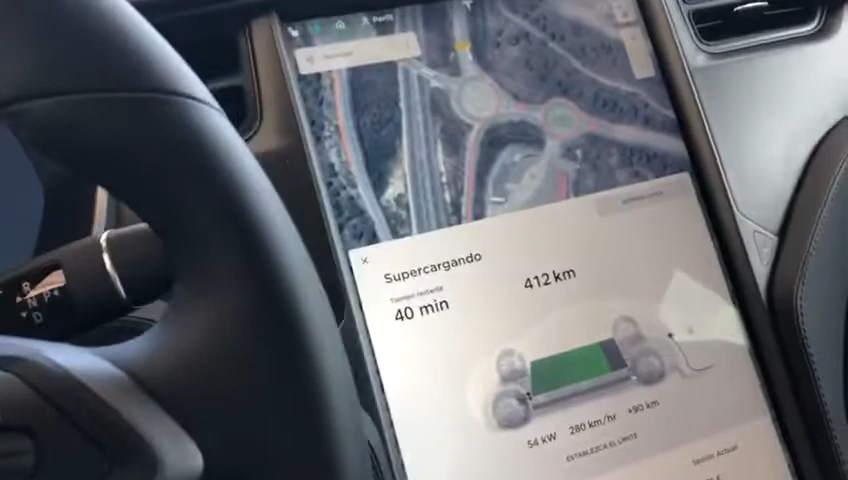 Perfil
Supercargando
Tiempo restante
40 min
412 km
54 kW 280 km/hr +90 km
ESTABLEZCA EL LÍMITE
Sesión Actual
R
N P
D